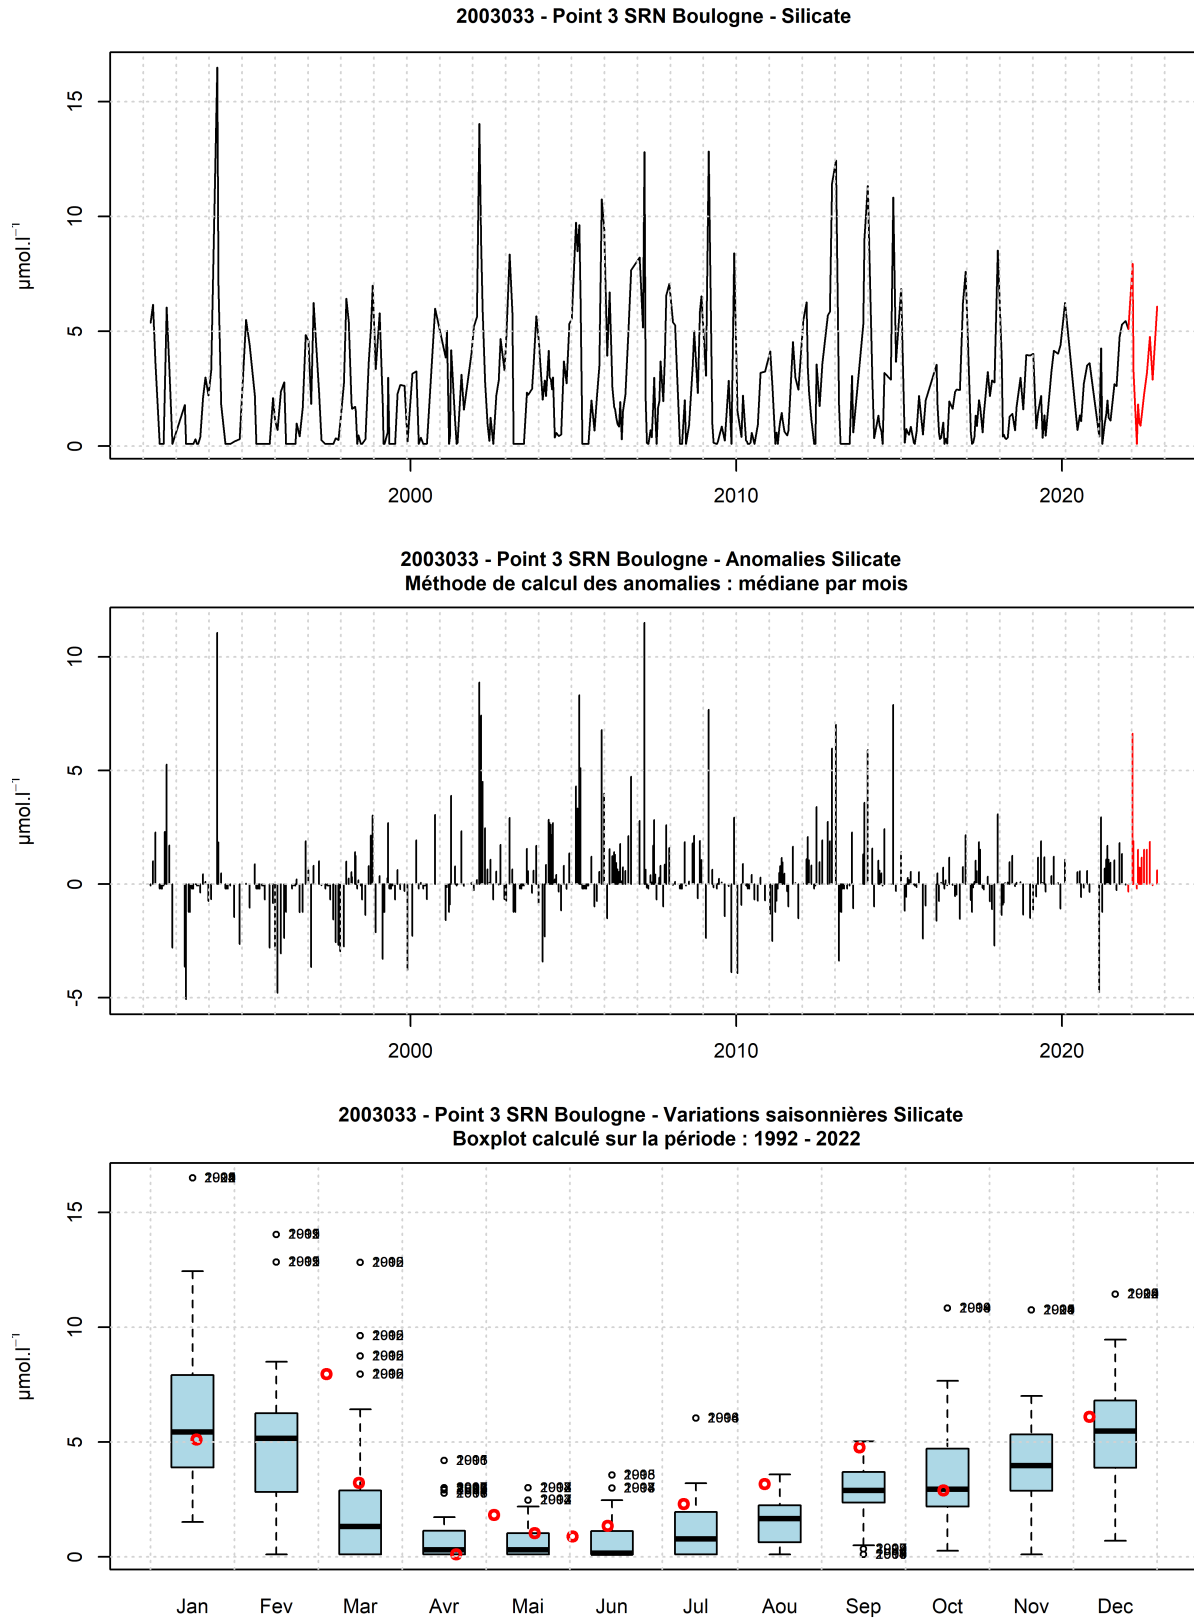 2003033 - Point 3 SRN Boulogne - Silicate
µmol.l⁻¹
15
10
5
0
2000 2010 2020
2003033 - Point 3 SRN Boulogne - Anomalies Silicate
Méthode de calcul des anomalies : médiane par mois
µmol.l⁻¹
10
5
0
-5
2000 2010 2020
2003033 - Point 3 SRN Boulogne - Variations saisonnières Silicate
Boxplot calculé sur la période : 1992 - 2022
µmol.l⁻¹
15
10
5
0
Jan Fev Mar Avr Mai Jun Jul Aou Sep Oct Nov Dec